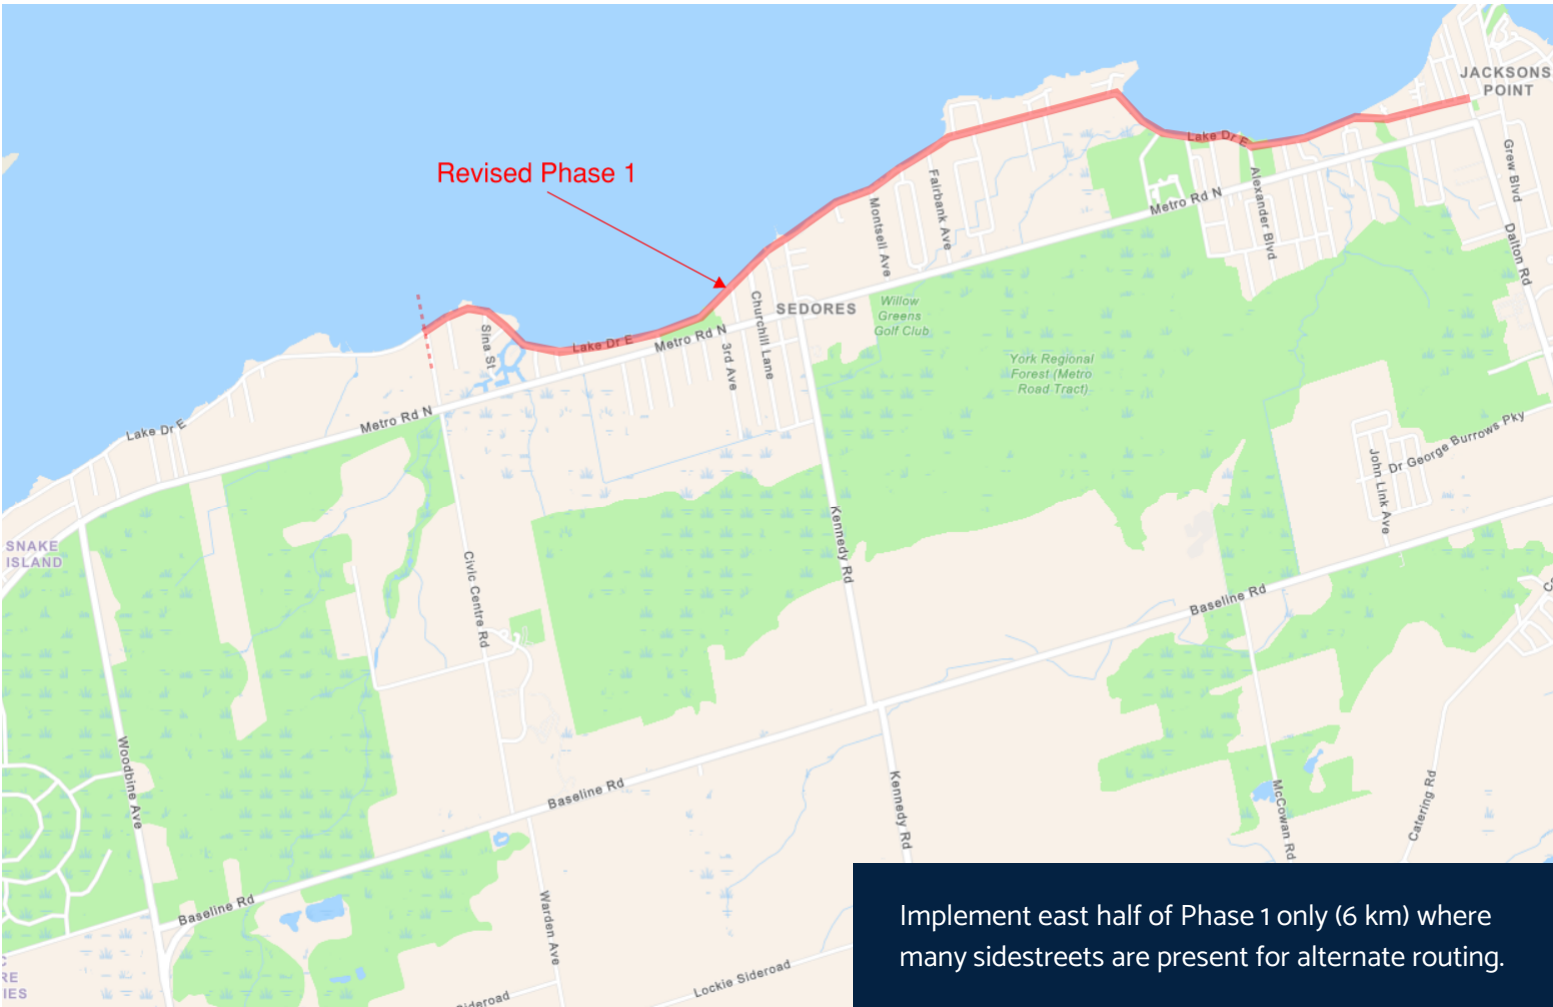 JACKSONS
POINT
Lake Dr E
Grew Blvd
Revised Phase 1
Fairbank Ave
Alexander Blvd
Metro Rd N
Montsell Ave
Dalton Rd
Churchill Lane
SEDORES
Willow
Greens
Golf Club
Sina St
Lake Dr E
Metro Rd N
3rd Ave
York Regional
Forest (Metro
Road Tract)
Metro Rd N
Lake Dr E
Dr George Burrows Pky
John Link Ave
SNAKE
ISLAND
Kennedy Rd
Civic Centre Rd
Baseline Rd
Woodbine Ave
Baseline Rd
Kennedy Rd
McCowan Rd
Catering Rd
Baseline Rd
Warden Ave
Lockie Sideroad
Sideroad
Implement east half of Phase 1 only (6 km) where
many sidestreets are present for alternate routing.